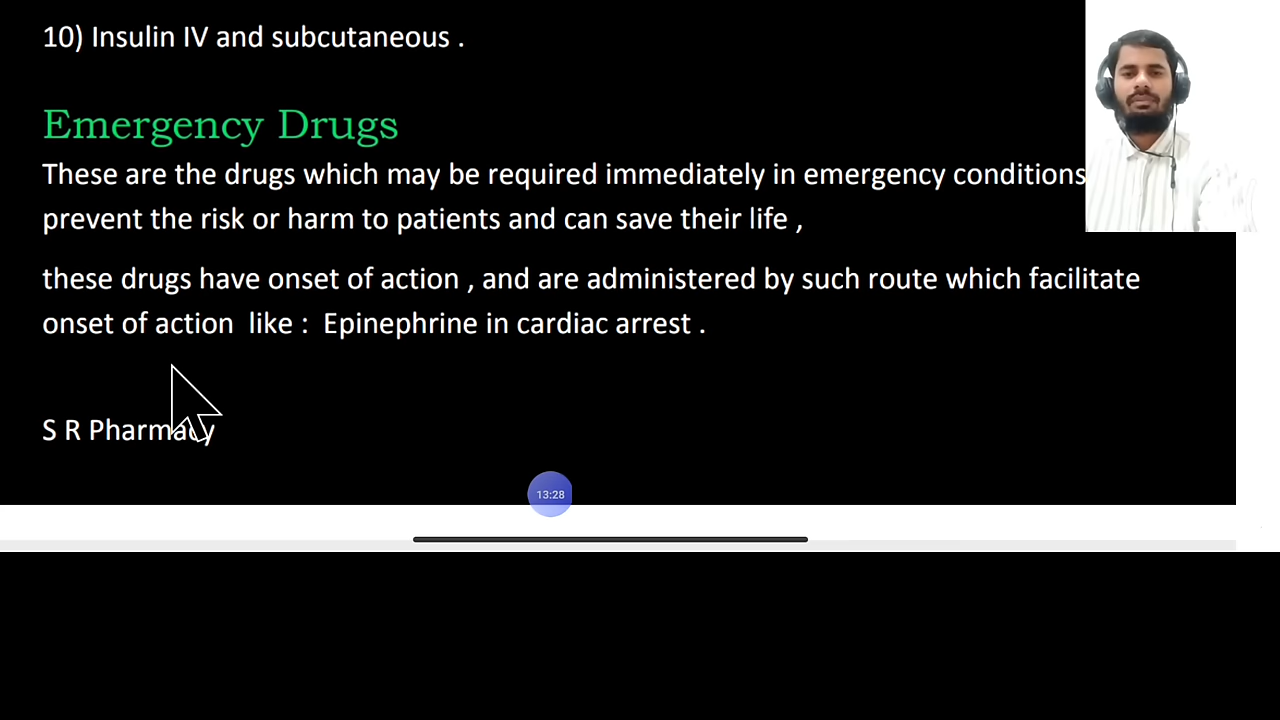 10) Insulin IV and subcutaneous .
Emergency Drugs
These are the drugs which may be required immediately in emergency conditions
prevent the risk or harm to patients and can save their life ,
these drugs have onset of action , and are administered by such route which facilitate
onset of action like : Epinephrine in cardiac arrest .
S R Pharmacy
13:28